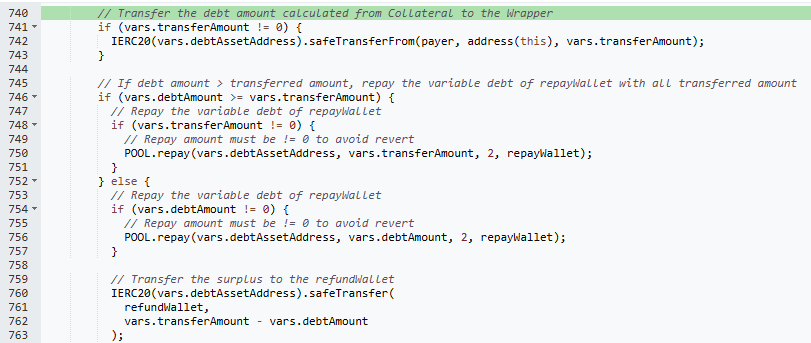 740 // Transfer the debt amount calculated from Collateral to the Wrapper
741 if (vars.transferAmount != 0) {
742 IERC20(vars.debtAssetAddress).safeTransferFrom(payer, address(this), vars.transferAmount);
743 }
744
745 // If debt amount > transferred amount, repay the variable debt of repayWallet with all transferred amount
746 if (vars.debtAmount >= vars.transferAmount) {
747 // Repay the variable debt of repayWallet
748 if (vars.transferAmount != 0) {
749 // Repay amount must be != 0 to avoid revert
750 POOL.repay(vars.debtAssetAddress, vars.transferAmount, 2, repayWallet);
751 }
752 } else {
753 // Repay the variable debt of repayWallet
754 if (vars.debtAmount != 0) {
755 // Repay amount must be != 0 to avoid revert
756 POOL.repay(vars.debtAssetAddress, vars.debtAmount, 2, repayWallet);
757 }
758
759 // Transfer the surplus to the refundWallet
760 IERC20(vars.debtAssetAddress).safeTransfer(
761 refundWallet,
762 vars.transferAmount - vars.debtAmount
763 );